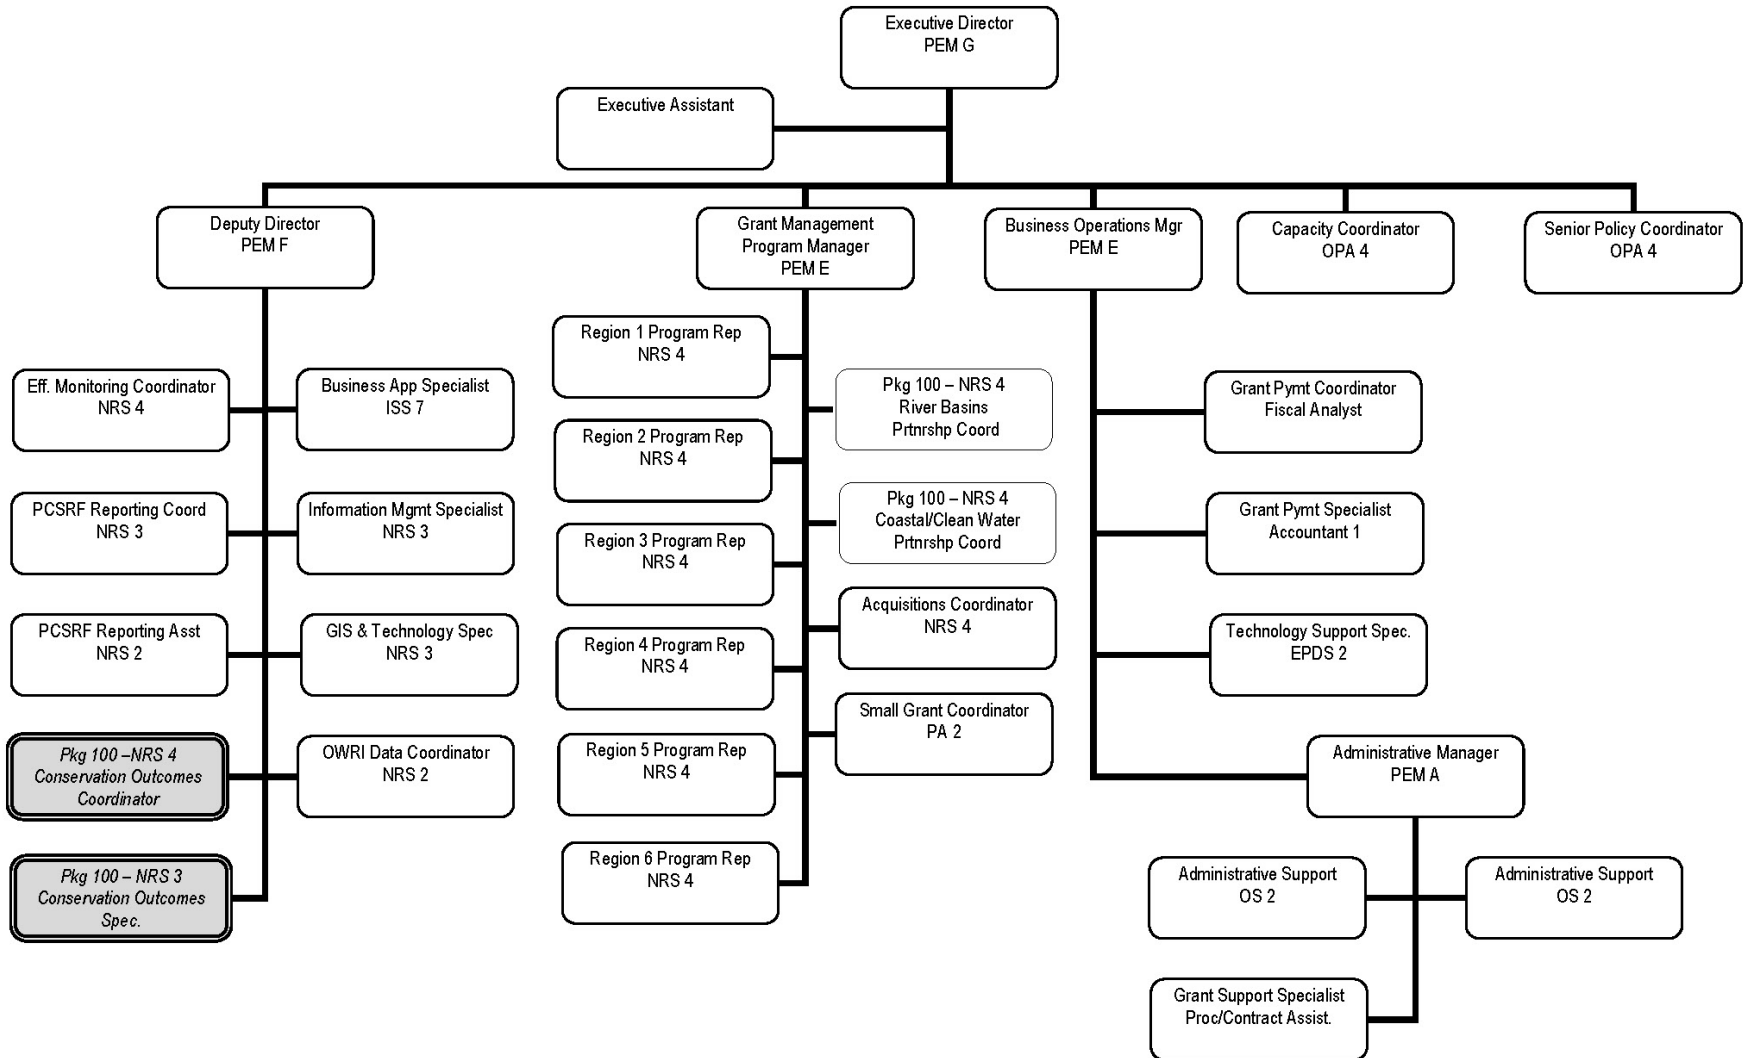 Executive Director
PEM G
Executive Assistant
Deputy Director
PEM F
Grant Management
Program Manager
PEM E
Business Operations Mgr
PEM E
Capacity Coordinator
OPA 4
Senior Policy Coordinator
OPA 4
Eff. Monitoring Coordinator
NRS 4
Business App Specialist
ISS 7
PCSRF Reporting Coord
NRS 3
Information Mgmt Specialist
NRS 3
PCSRF Reporting Asst
NRS 2
GIS & Technology Spec
NRS 3
Pkg 100 –NRS 4
Conservation Outcomes
Coordinator
OWRI Data Coordinator
NRS 2
Pkg 100 – NRS 3
Conservation Outcomes
Spec.
Region 1 Program Rep
NRS 4
Region 2 Program Rep
NRS 4
Region 3 Program Rep
NRS 4
Region 4 Program Rep
NRS 4
Region 5 Program Rep
NRS 4
Region 6 Program Rep
NRS 4
Pkg 100 – NRS 4
River Basins
Prtnrshp Coord
Pkg 100 – NRS 4
Coastal/Clean Water
Prtnrshp Coord
Acquisitions Coordinator
NRS 4
Small Grant Coordinator
PA 2
Grant Pymt Coordinator
Fiscal Analyst
Grant Pymt Specialist
Accountant 1
Technology Support Spec.
EPDS 2
Administrative Manager
PEM A
Administrative Support
OS 2
Administrative Support
OS 2
Grant Support Specialist
Proc/Contract Assist.